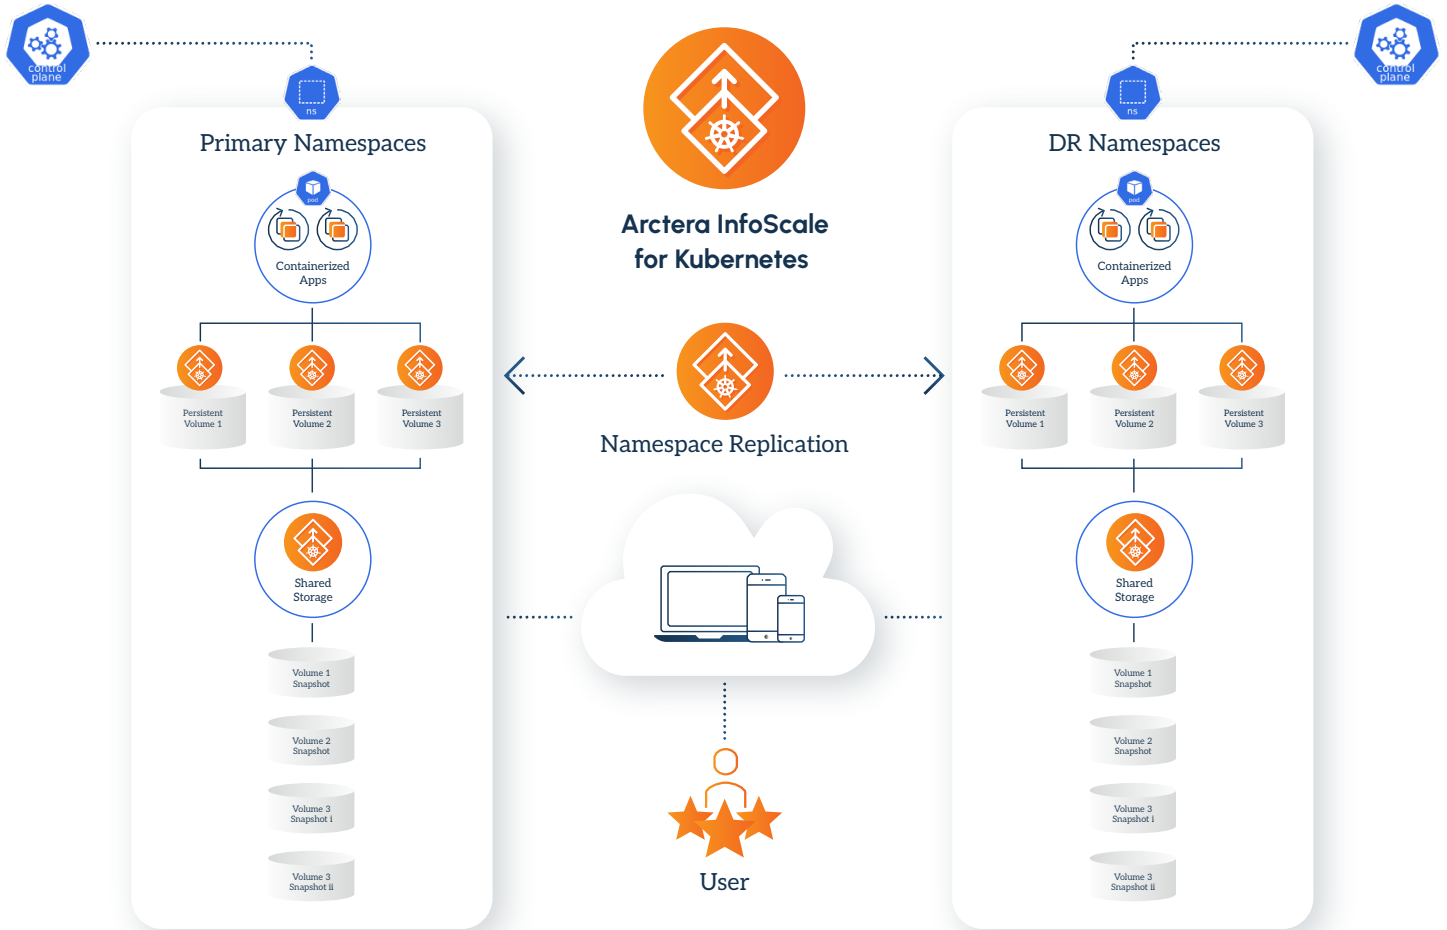 control
plane
ns
Primary Namespaces
pod
Containerized
Apps
Persistent
Volume 1
Persistent
Volume 2
Persistent
Volume 3
Shared
Storage
Volume 1
Snapshot
Volume 2
Snapshot
Volume 3
Snapshot i
Volume 3
Snapshot ii
Arctera InfoScale
for Kubernetes
Namespace Replication
User
control
plane
ns
DR Namespaces
pod
Containerized
Apps
Persistent
Volume 1
Persistent
Volume 2
Persistent
Volume 3
Shared
Storage
Volume 1
Snapshot
Volume 2
Snapshot
Volume 3
Snapshot i
Volume 3
Snapshot ii